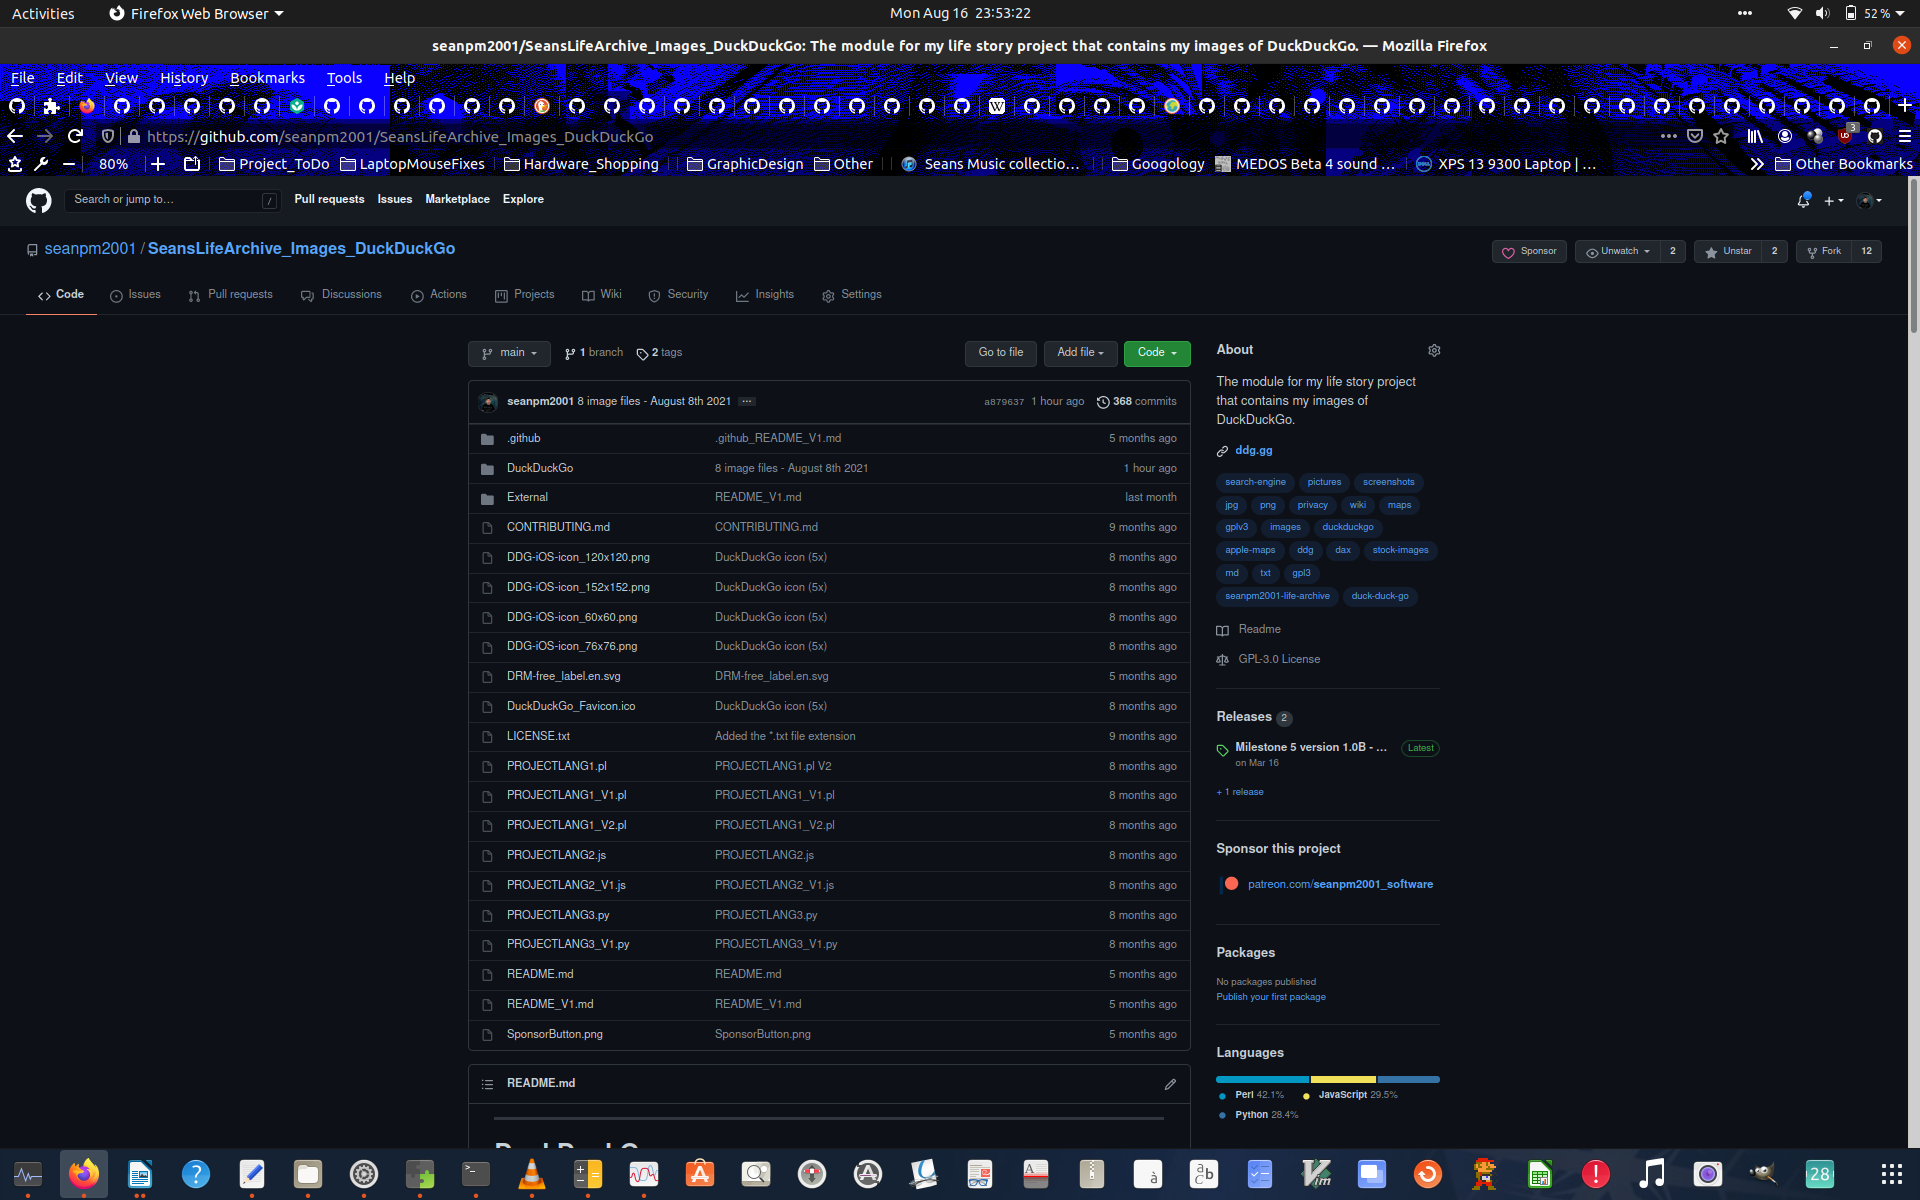 Activities Firefox Web Browser Mon Aug 16 23:53:22 52 %
seanpm2001/SeansLifeArchive_Images_DuckDuckGo: The module for my life story project that contains my images of DuckDuckGo. — Mozilla Firefox
File Edit View History Bookmarks Tools Help
https://github.com/seanpm2001/SeansLifeArchive_Images_DuckDuckGo 3
80% Project_ToDo LaptopMouseFixes Hardware_Shopping GraphicDesign Other Seans Music collectio… Googology MEDOS Beta 4 sound … XPS 13 9300 Laptop | … Other Bookmarks
Search or jump to… / Pull requests Issues Marketplace Explore
seanpm2001 / SeansLifeArchive_Images_DuckDuckGo Sponsor Unwatch 2 Unstar 2 Fork 12
Code Issues Pull requests Discussions Actions Projects Wiki Security Insights Settings
main 1 branch 2 tags Go to file Add file Code
seanpm2001 8 image files - August 8th 2021 ... a879637 1 hour ago 368 commits
.github .github_README_V1.md 5 months ago
DuckDuckGo 8 image files - August 8th 2021 1 hour ago
External README_V1.md last month
CONTRIBUTING.md CONTRIBUTING.md 9 months ago
DDG-iOS-icon_120x120.png DuckDuckGo icon (5x) 8 months ago
DDG-iOS-icon_152x152.png DuckDuckGo icon (5x) 8 months ago
DDG-iOS-icon_60x60.png DuckDuckGo icon (5x) 8 months ago
DDG-iOS-icon_76x76.png DuckDuckGo icon (5x) 8 months ago
DRM-free_label.en.svg DRM-free_label.en.svg 5 months ago
DuckDuckGo_Favicon.ico DuckDuckGo icon (5x) 8 months ago
LICENSE.txt Added the *.txt file extension 9 months ago
PROJECTLANG1.pl PROJECTLANG1.pl V2 8 months ago
PROJECTLANG1_V1.pl PROJECTLANG1_V1.pl 8 months ago
PROJECTLANG1_V2.pl PROJECTLANG1_V2.pl 8 months ago
PROJECTLANG2.js PROJECTLANG2.js 8 months ago
PROJECTLANG2_V1.js PROJECTLANG2_V1.js 8 months ago
PROJECTLANG3.py PROJECTLANG3.py 8 months ago
PROJECTLANG3_V1.py PROJECTLANG3_V1.py 8 months ago
README.md README.md 5 months ago
README_V1.md README_V1.md 5 months ago
SponsorButton.png SponsorButton.png 5 months ago
README.md
About
The module for my life story project
that contains my images of
DuckDuckGo.
ddg.gg
search-engine pictures screenshots
jpg png privacy wiki maps
gplv3 images duckduckgo
apple-maps ddg dax stock-images
md txt gpl3
seanpm2001-life-archive duck-duck-go
Readme
GPL-3.0 License
Releases 2
Milestone 5 version 1.0B - ... Latest
on Mar 16
+ 1 release
Sponsor this project
patreon.com/seanpm2001_software
Packages
No packages published
Publish your first package
Languages
Perl 42.1% JavaScript 29.5%
Python 28.4%
28